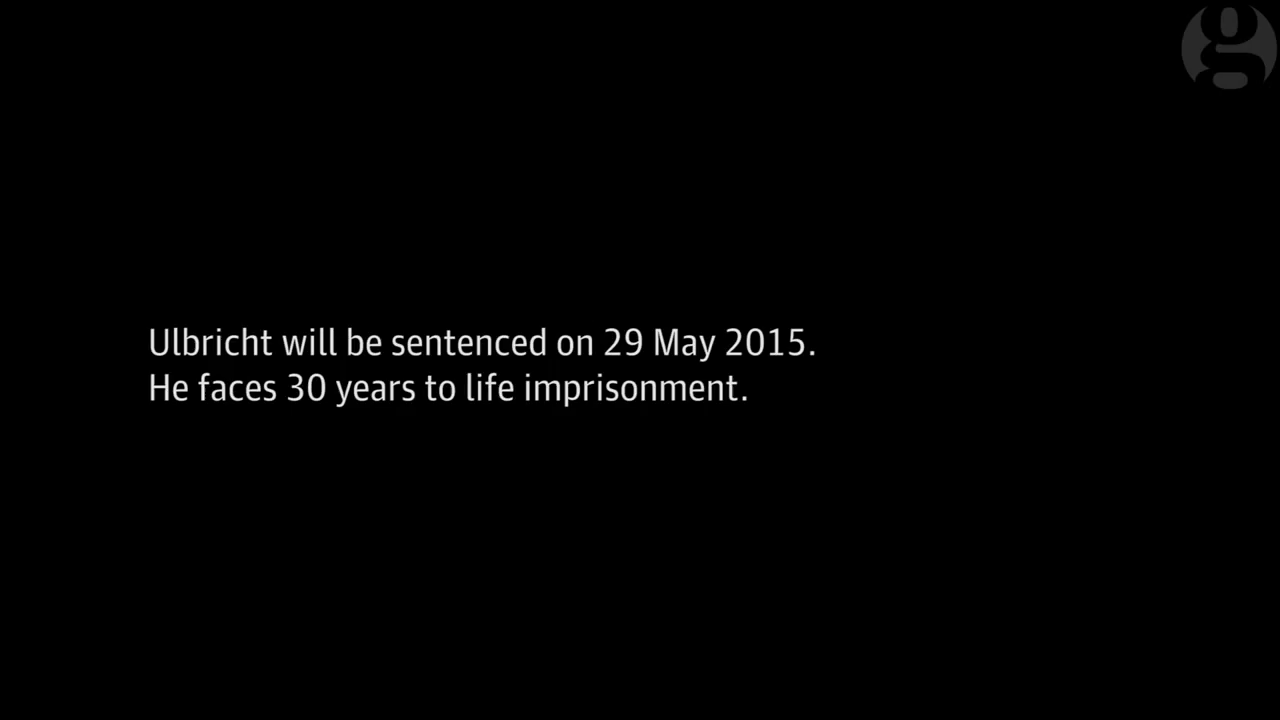 g
Ulbricht will be sentenced on 29 May 2015.
He faces 30 years to life imprisonment.